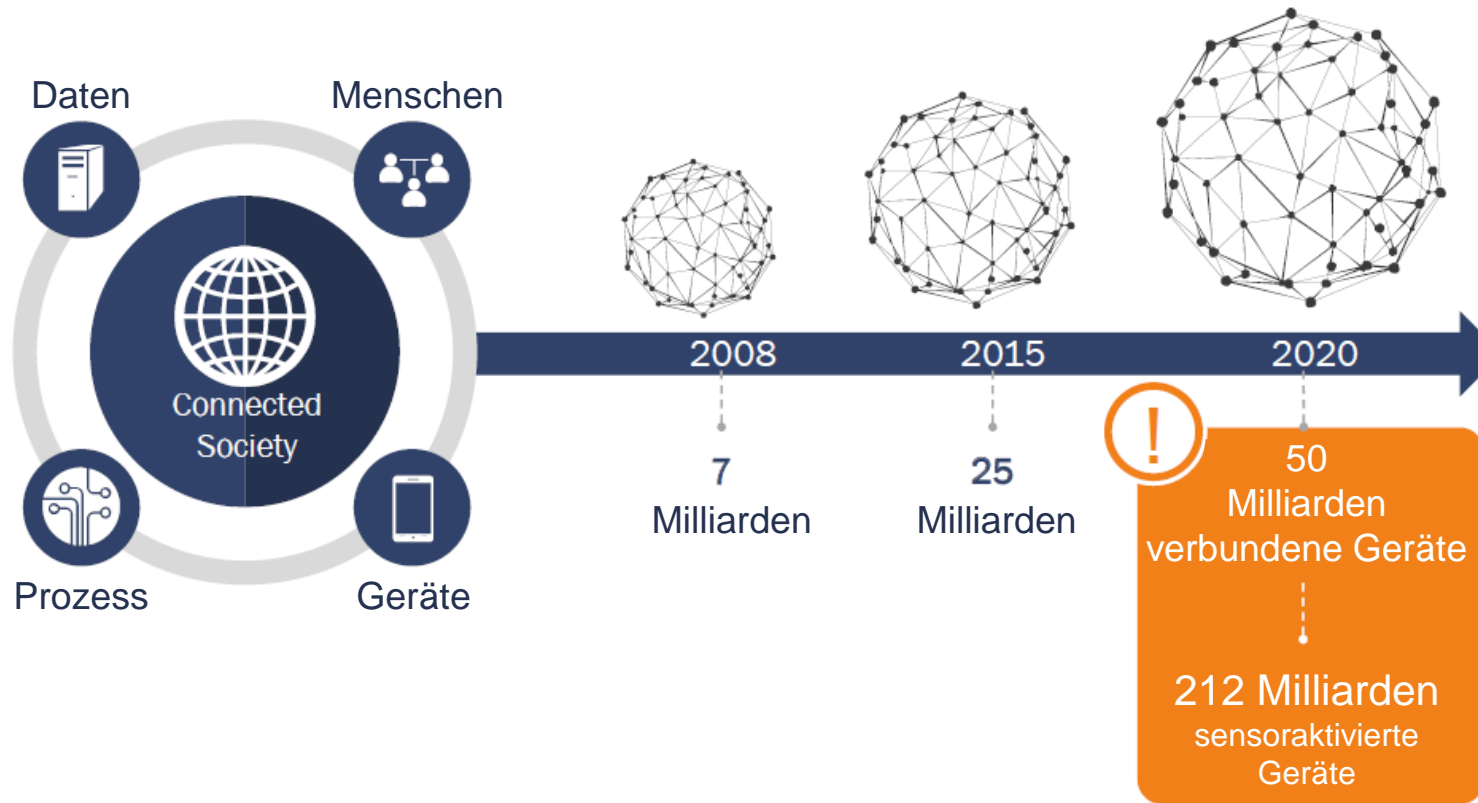 Daten
Menschen
Connected
Society
Prozess
Geräte
2008
2015
2020
7
Milliarden
25
Milliarden
!
50
Milliarden
verbundene Geräte
212 Milliarden
sensoraktivierte
Geräte